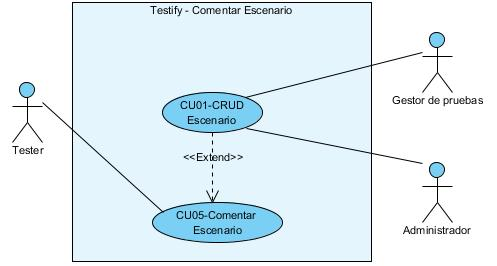 Testify - Comentar Escenario
CU01-CRUD
Escenario
Gestor de pruebas
Tester
<<Extend>>
CU05-Comentar
Escenario
Administrador